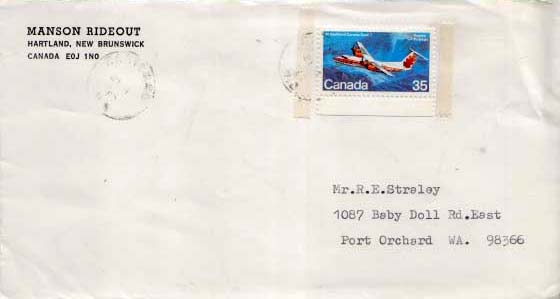 MANSON RIDEOUT
HARTLAND, NEW BRUNSWICK
CANADA E0J 1N0
Canada 35
Mr.R.E.Straley
1087 Baby Doll Rd.East
Port Orchard WA. 98366